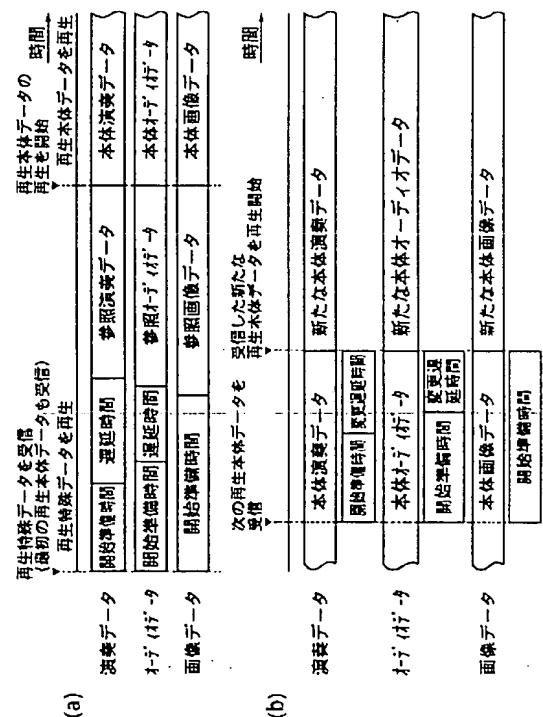 (a)
再生特殊データを受信
(最初の再生本体データも受信)
再生特殊データを再生
再生本体データの
再生を開始
再生本体データを再生
時間
演奏データ
開始準備時間
遅延時間
参照演奏データ
本体演奏データ
オーディオデータ
開始準備時間
遅延時間
参照オーディオデータ
本体オーディオデータ
画像データ
開始準備時間
参照画像データ
本体画像データ
(b)
次の再生本体データを
受信
受信した新たな
再生本体データを再生開始
時間
演奏データ
本体演奏データ
新たな本体演奏データ
開始準備時間
変更遅延時間
オーディオデータ
本体オーディオデータ
新たな本体オーディオデータ
開始準備時間
変更遅
延時間
画像データ
本体画像データ
新たな本体画像データ
開始準備時間